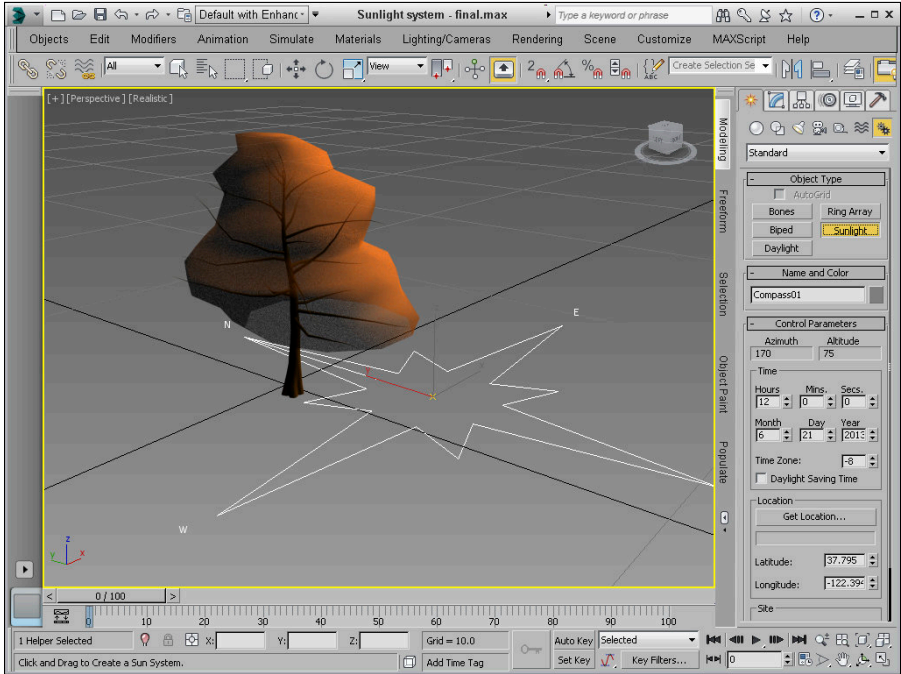 Default with Enhanc
Sunlight system - final.max
Type a keyword or phrase
Objects Edit Modifiers Animation Simulate Materials Lighting/Cameras Rendering Scene Customize MAXScript Help
All
View
2
%
ABC
Create Selection Se
[+] [Perspective] [Realistic]
N
E
W
z
y
x
Modeling
Freeform
Selection
Object Paint
Populate
Standard
- Object Type
AutoGrid
Bones Ring Array
Biped Sunlight
Daylight
- Name and Color
Compass01
- Control Parameters
Azimuth Altitude
170 75
Time
Hours Mins. Secs.
12 0 0
Month Day Year
6 21 2013
Time Zone: -8
Daylight Saving Time
Location
Get Location...
Latitude: 37.795
Longitude: -122.394
- Site
< 0 / 100 >
0 10 20 30 40 50 60 70 80 90 100
1 Helper Selected X: Y: Z: Grid = 10.0 Auto Key Selected
Click and Drag to Create a Sun System. Add Time Tag Set Key Key Filters... 0